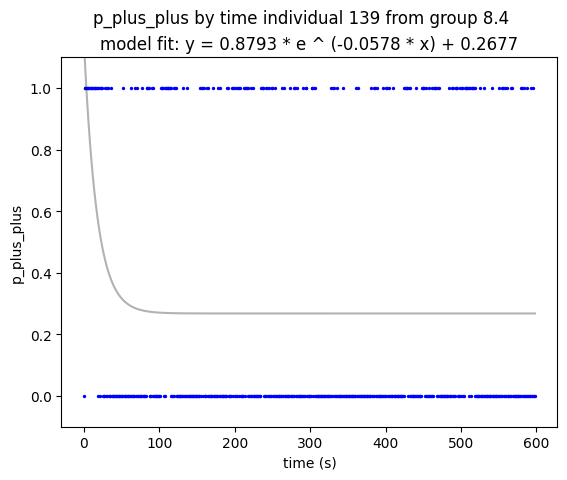 p_plus_plus by time individual 139 from group 8.4
model fit: y = 0.8793 * e ^ (-0.0578 * x) + 0.2677
1.0
0.8
0.6
0.4
0.2
0.0
p_plus_plus
0 100 200 300 400 500 600
time (s)